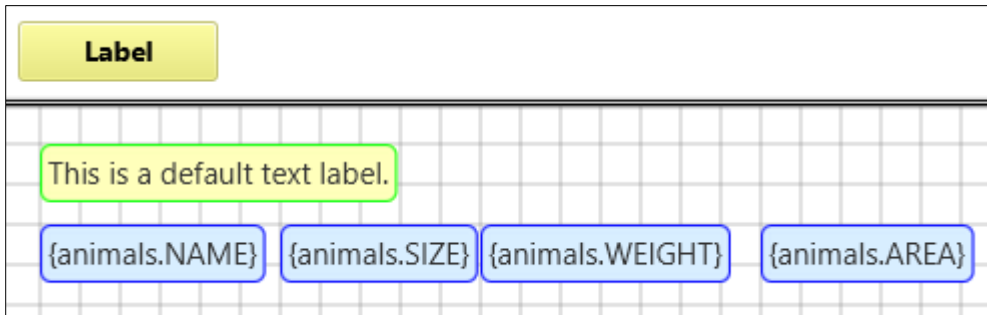 Label
This is a default text label.
{animals.NAME} {animals.SIZE} {animals.WEIGHT} {animals.AREA}